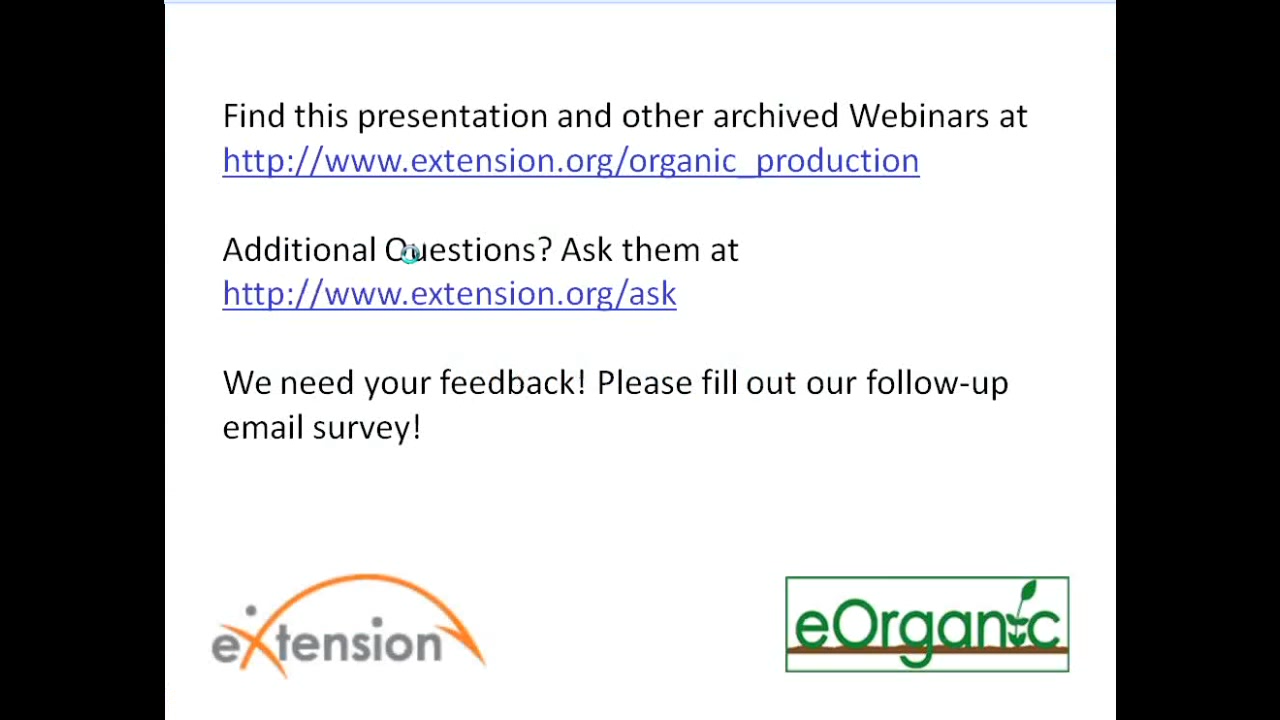 Find this presentation and other archived Webinars at
http://www.extension.org/organic_production
Additional Questions? Ask them at
http://www.extension.org/ask
We need your feedback! Please fill out our follow-up
email survey!
eXtension
eOrganic